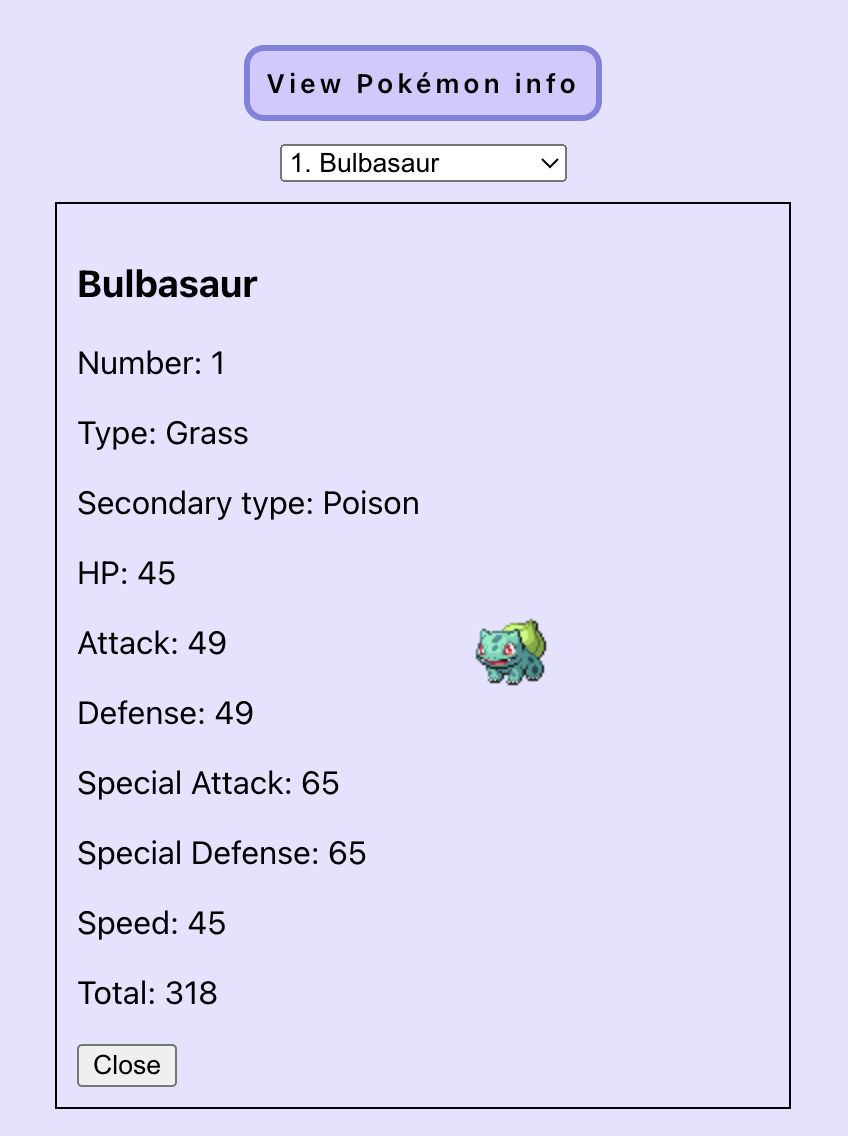 View Pokémon info
1. Bulbasaur
Bulbasaur
Number: 1
Type: Grass
Secondary type: Poison
HP: 45
Attack: 49
Defense: 49
Special Attack: 65
Special Defense: 65
Speed: 45
Total: 318
Close